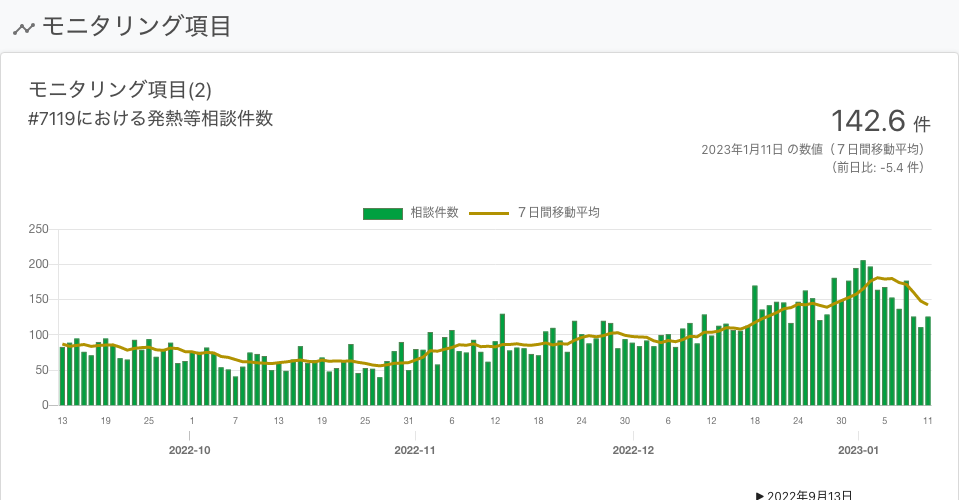 モニタリング項目
モニタリング項目(2)
#7119における発熱等相談件数
142.6 件
2023年1月11日 の数値（７日間移動平均）
（前日比: -5.4 件）
相談件数 ７日間移動平均
250
200
150
100
50
0
13 19 25 1 7 13 19 25 31 6 12 18 24 30 6 12 18 24 30 5 11
2022-10 2022-11 2022-12 2023-01
▶ 2022年9月13日